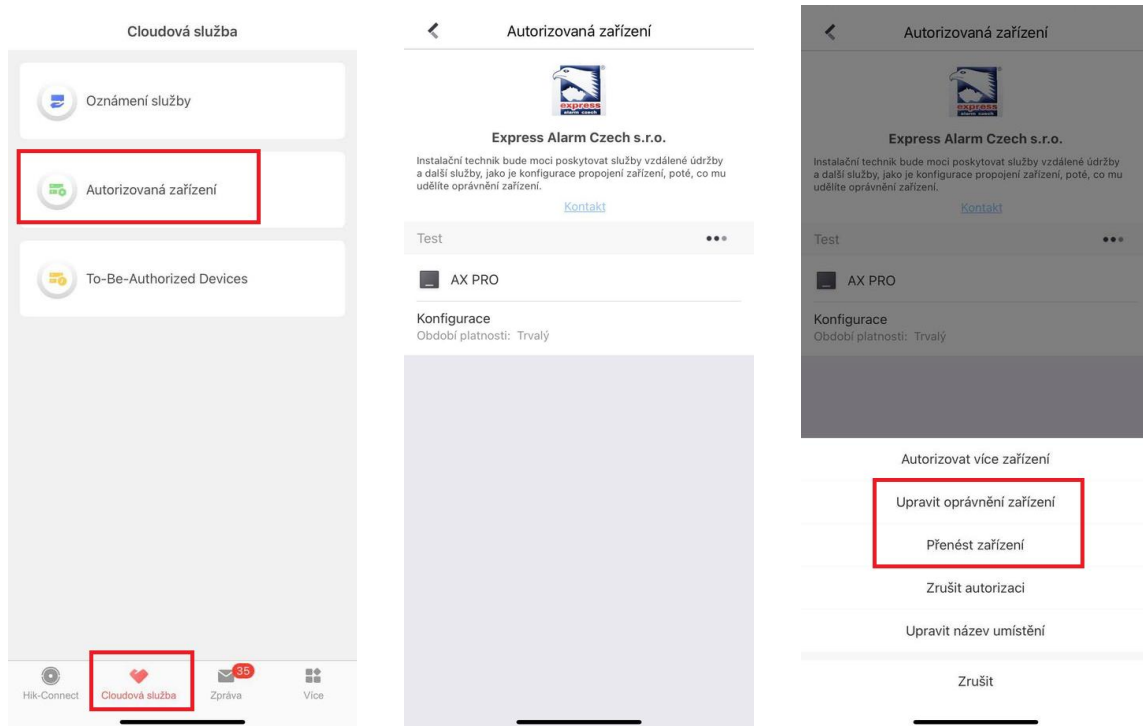 Cloudová služba
Oznámení služby
Autorizovaná zařízení
To-Be-Authorized Devices
35
Hik-Connect
Cloudová služba
Zpráva
Více
Autorizovaná zařízení
express
alarm czech
Express Alarm Czech s.r.o.
Instalační technik bude moci poskytovat služby vzdálené údržby
a další služby, jako je konfigurace propojení zařízení, poté, co mu
udělíte oprávnění zařízení.
Kontakt
Test
AX PRO
Konfigurace
Období platnosti: Trvalý
Autorizovaná zařízení
express
alarm czech
Express Alarm Czech s.r.o.
Instalační technik bude moci poskytovat služby vzdálené údržby
a další služby, jako je konfigurace propojení zařízení, poté, co mu
udělíte oprávnění zařízení.
Kontakt
Test
AX PRO
Konfigurace
Období platnosti: Trvalý
Autorizovat více zařízení
Upravit oprávnění zařízení
Přenést zařízení
Zrušit autorizaci
Upravit název umístění
Zrušit